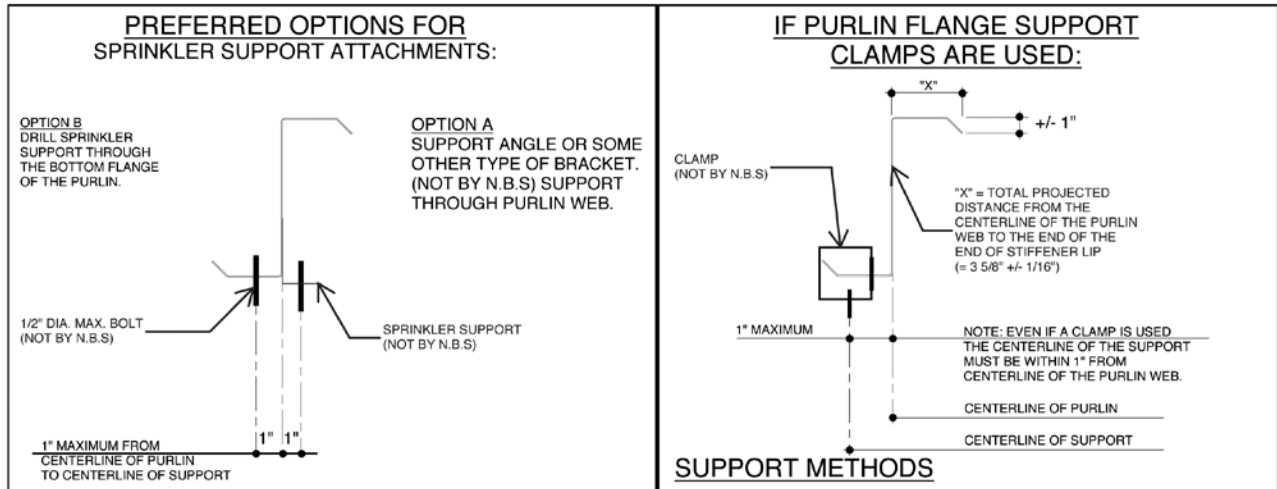 PREFERRED OPTIONS FOR
SPRINKLER SUPPORT ATTACHMENTS:
OPTION B
DRILL SPRINKLER
SUPPORT THROUGH
THE BOTTOM FLANGE
OF THE PURLIN.
OPTION A
SUPPORT ANGLE OR SOME
OTHER TYPE OF BRACKET.
(NOT BY N.B.S) SUPPORT
THROUGH PURLIN WEB.
1/2" DIA. MAX. BOLT
(NOT BY N.B.S)
SPRINKLER SUPPORT
(NOT BY N.B.S)
1" 1"
1" MAXIMUM FROM
CENTERLINE OF PURLIN
TO CENTERLINE OF SUPPORT
IF PURLIN FLANGE SUPPORT
CLAMPS ARE USED:
"X"
+/- 1"
CLAMP
(NOT BY N.B.S)
"X" = TOTAL PROJECTED
DISTANCE FROM THE
CENTERLINE OF THE PURLIN
WEB TO THE END OF THE
END OF STIFFENER LIP
(= 3 5/8" +/- 1/16")
1" MAXIMUM
NOTE: EVEN IF A CLAMP IS USED
THE CENTERLINE OF THE SUPPORT
MUST BE WITHIN 1" FROM
CENTERLINE OF THE PURLIN WEB.
CENTERLINE OF PURLIN
CENTERLINE OF SUPPORT
SUPPORT METHODS